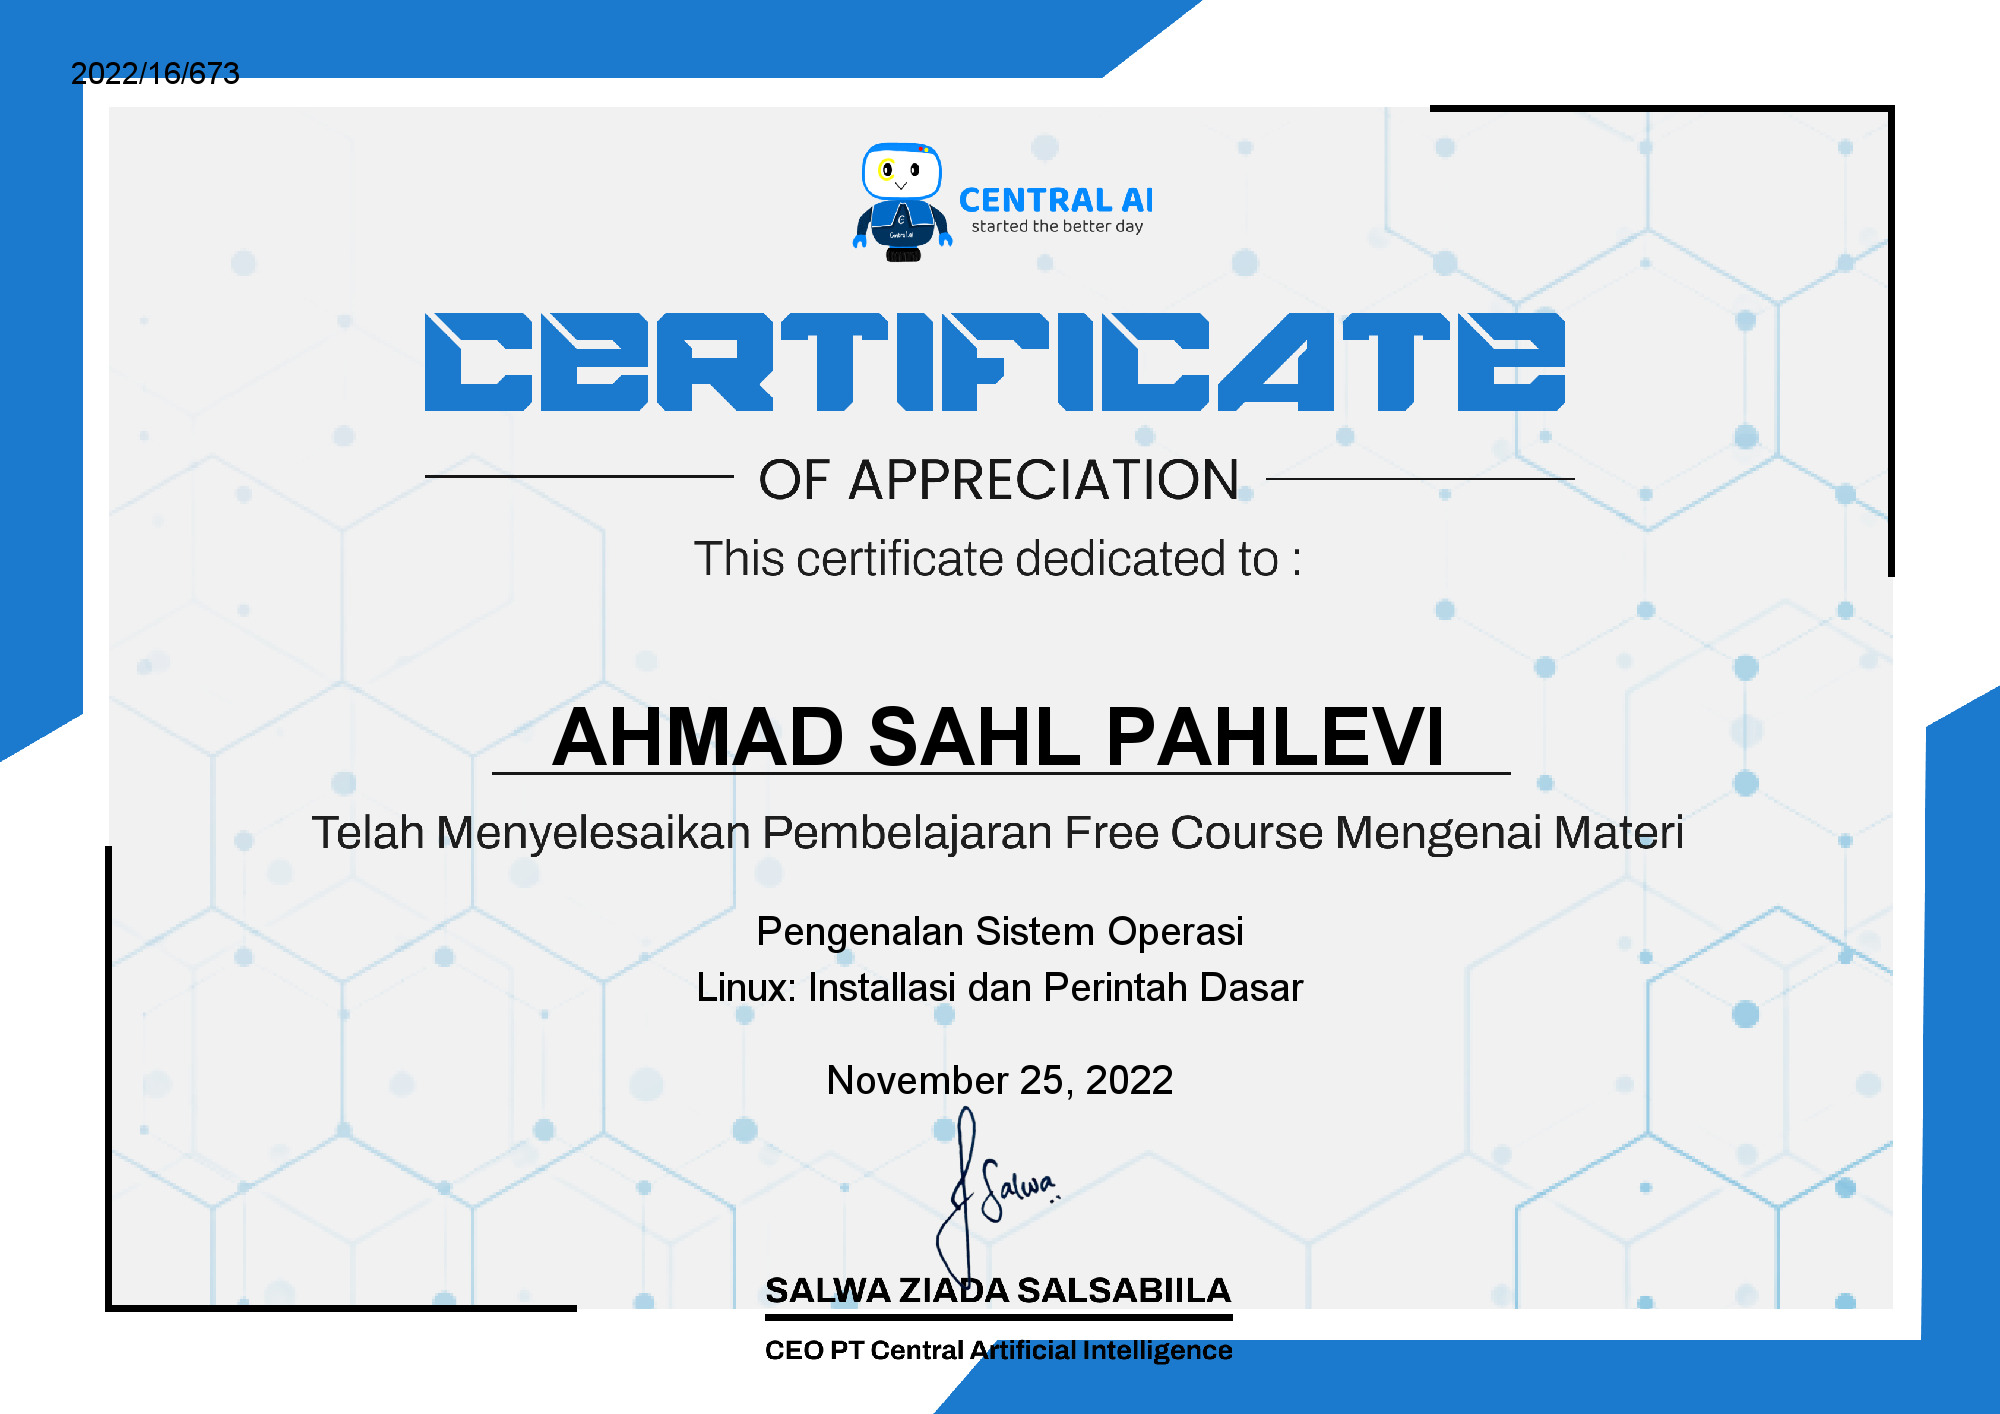 2022/16/673
CENTRAL AI
started the better day
CERTIFICATE
OF APPRECIATION
This certificate dedicated to :
AHMAD SAHL PAHLEVI
Telah Menyelesaikan Pembelajaran Free Course Mengenai Materi
Pengenalan Sistem Operasi
Linux: Installasi dan Perintah Dasar
November 25, 2022
Salwa
SALWA ZIADA SALSABIILA
CEO PT Central Artificial Intelligence